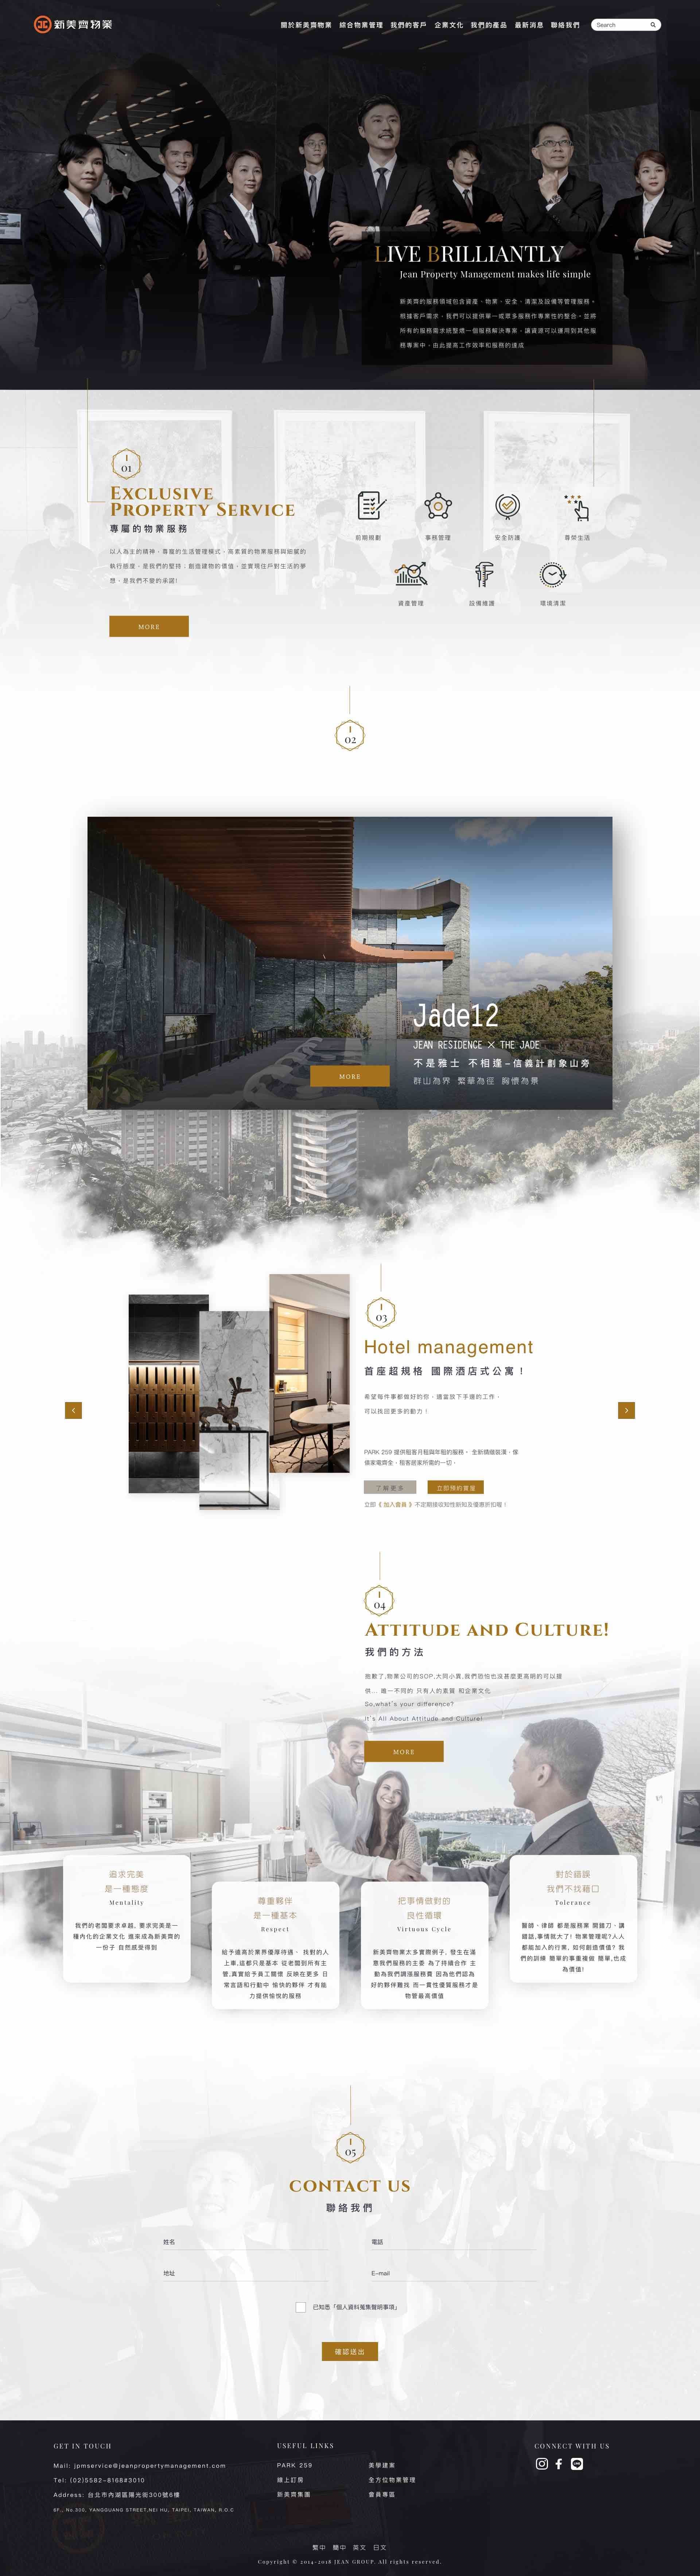 新美齊物業
關於新美齊物業 綜合物業管理 我們的客戶 企業文化 我們的產品 最新消息 聯絡我們 Search
LIVE BRILLIANTLY
Jean Property Management makes life simple
新美齊的服務領域包含資產、物業、安全、清潔及設備等管理服務。
根據客戶需求，我們可以提供單一或眾多服務作專業性的整合。並將
所有的服務需求統整構一個服務解決專案，讓資源可以運用到其他服
務專案中，由此提高工作效率和服務的達成
01
EXCLUSIVE
PROPERTY SERVICE
專屬的物業服務
以人為主的精神，尊寵的生活管理模式，高素質的物業服務與細膩的
執行態度，是我們的堅持；創造建物的價值，並實現住戶對生活的夢
想，是我們不變的承諾!
MORE
前期規劃 事務管理 安全防護 尊榮生活
資產管理 設備維護 環境清潔
02
Jade12
JEAN RESIDENCE × THE JADE
不是雅士 不相逢－信義計劃象山旁
群山為界 繁華為徑 胸懷為景
MORE
03
Hotel management
首座超規格 國際酒店式公寓！
希望每件事都做好的您，適當放下手邊的工作，
可以找回更多的動力！
PARK 259 提供租客月租與年租的服務。 全新精緻裝潢，傢
俱家電齊全，租客居家所需的一切。
了解更多 立即預約賞屋
立即《 加入會員 》不定期接收知性新知及優惠折扣喔！
04
ATTITUDE AND CULTURE!
我們的方法
抱歉了,物業公司的SOP,大同小異,我們恐怕也沒甚麼更高明的可以提
供... 唯一不同的 只有人的素質 和企業文化
So,what's your difference?
It's All About Attitude and Culture!
MORE
追求完美
是一種態度
Mentality
我們的老闆要求卓越, 要求完美是一
種內化的企業文化 進來成為新美齊的
一份子 自然感受得到
尊重夥伴
是一種基本
Respect
給予遠高於業界優厚待遇、 找對的人
上車,這都只是基本 從老闆到所有主
管,真實給予員工關懷 反映在更多 日
常言語和行動中 愉快的夥伴 才有能
力提供愉悅的服務
把事情做對的
良性循環
Virtuous Cycle
新美齊物業太多實際例子, 發生在滿
意我們服務的主委 為了持續合作 主
動為我們調漲服務費 因為他們認為
好的夥伴難找 而一貫性優質服務才是
物管最高價值
對於錯誤
我們不找藉口
Tolerance
醫師、律師 都是服務業 開錯刀、講
錯話,事情就大了! 物業管理呢?人人
都能加入的行業, 如何創造價值? 我
們的訓練 簡單的事重複做 簡單,也成
為價值!
05
CONTACT US
聯絡我們
姓名 電話
地址 E-mail
已知悉「個人資料蒐集聲明事項」
確認送出
GET IN TOUCH
Mail: jpmservice@jeanpropertymanagement.com
Tel: (02)5582-8168#3010
Address: 台北市內湖區陽光街300號6樓
6F., No.300, YANGGUANG STREET,NEI HU, TAIPEI, TAIWAN, R.O.C
USEFUL LINKS
PARK 259 美學建案
線上訂房 全方位物業管理
新美齊集團 會員專區
CONNECT WITH US
繁中 簡中 英文 日文
Copyright © 2014-2018 JEAN GROUP. All rights reserved.